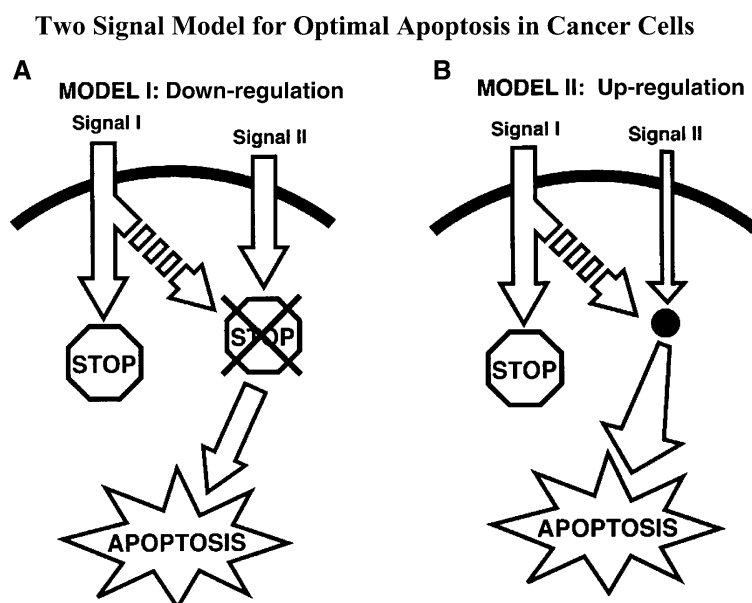 Two Signal Model for Optimal Apoptosis in Cancer Cells
A
MODEL I: Down-regulation
Signal I
Signal II
STOP
STOP
APOPTOSIS
B
MODEL II: Up-regulation
Signal I
Signal II
STOP
APOPTOSIS